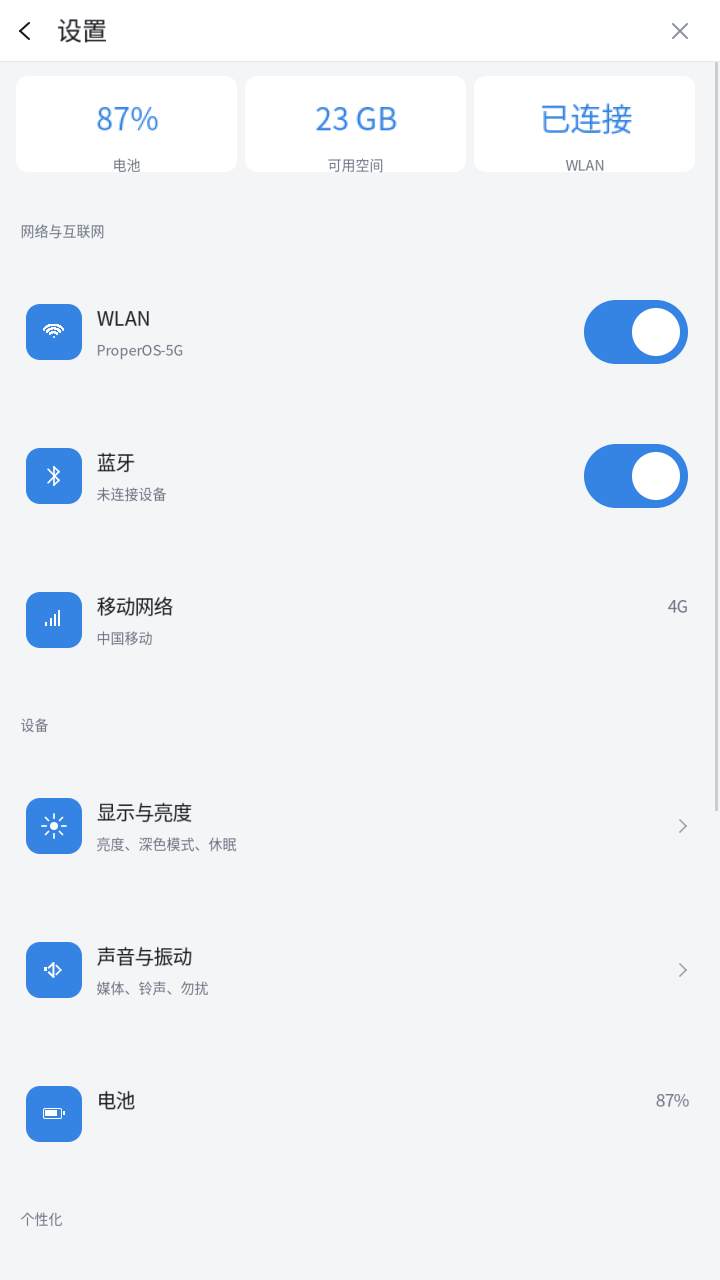 设置
87%
电池
23 GB
可用空间
已连接
WLAN
网络与互联网
WLAN
ProperOS-5G
蓝牙
未连接设备
移动网络
4G
中国移动
设备
显示与亮度
亮度、深色模式、休眠
声音与振动
媒体、铃声、勿扰
电池
87%
个性化